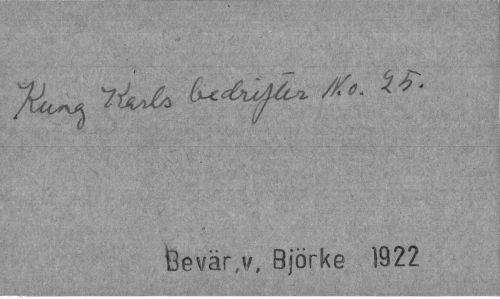 Kung Karls bedrifter No. 25.
Bevär,v, Björke 1922